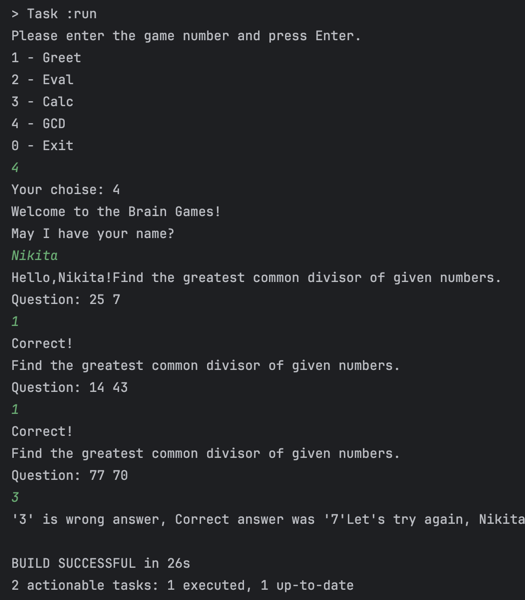 > Task :run
Please enter the game number and press Enter.
1 - Greet
2 - Eval
3 - Calc
4 - GCD
0 - Exit
4
Your choise: 4
Welcome to the Brain Games!
May I have your name?
Nikita
Hello,Nikita!Find the greatest common divisor of given numbers.
Question: 25 7
1
Correct!
Find the greatest common divisor of given numbers.
Question: 14 43
1
Correct!
Find the greatest common divisor of given numbers.
Question: 77 70
3
'3' is wrong answer, Correct answer was '7'Let's try again, Nikita
BUILD SUCCESSFUL in 26s
2 actionable tasks: 1 executed, 1 up-to-date